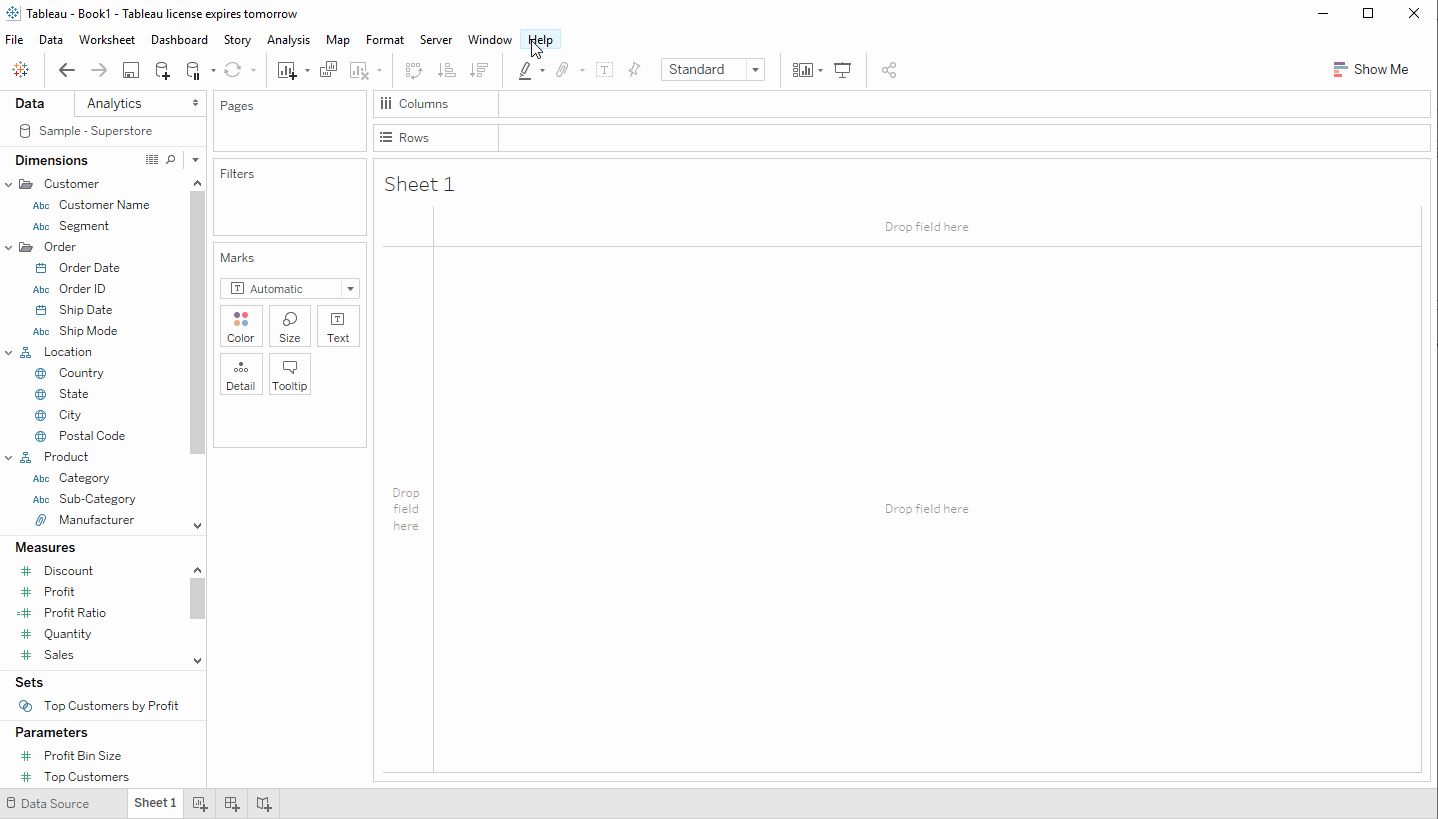 Tableau - Book1 - Tableau license expires tomorrow
File Data Worksheet Dashboard Story Analysis Map Format Server Window Help
Standard
Show Me
Data Analytics
Sample - Superstore
Dimensions
Customer
Abc Customer Name
Abc Segment
Order
Order Date
Abc Order ID
Ship Date
Abc Ship Mode
Location
Country
State
City
Postal Code
Product
Abc Category
Abc Sub-Category
Manufacturer
Measures
Discount
Profit
Profit Ratio
Quantity
Sales
Sets
Top Customers by Profit
Parameters
Profit Bin Size
Top Customers
Pages
Filters
Marks
T Automatic
Color Size T Text
Detail Tooltip
Columns
Rows
Sheet 1
Drop field here
Drop
field
here
Drop field here
Data Source Sheet 1